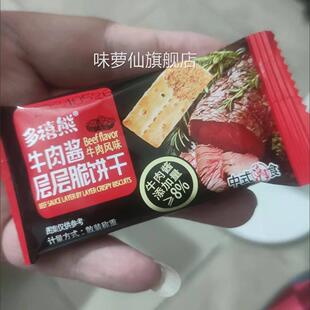 味萝仙旗舰店
多禧熊
牛肉酱
Beef flavor
牛肉风味
层层脆饼干
BEEF SAUCE LAYER BY LAYER CRISPY BISCUITS
牛肉酱
添加量
≥8%
图案仅供参考
计量方式:散装称重